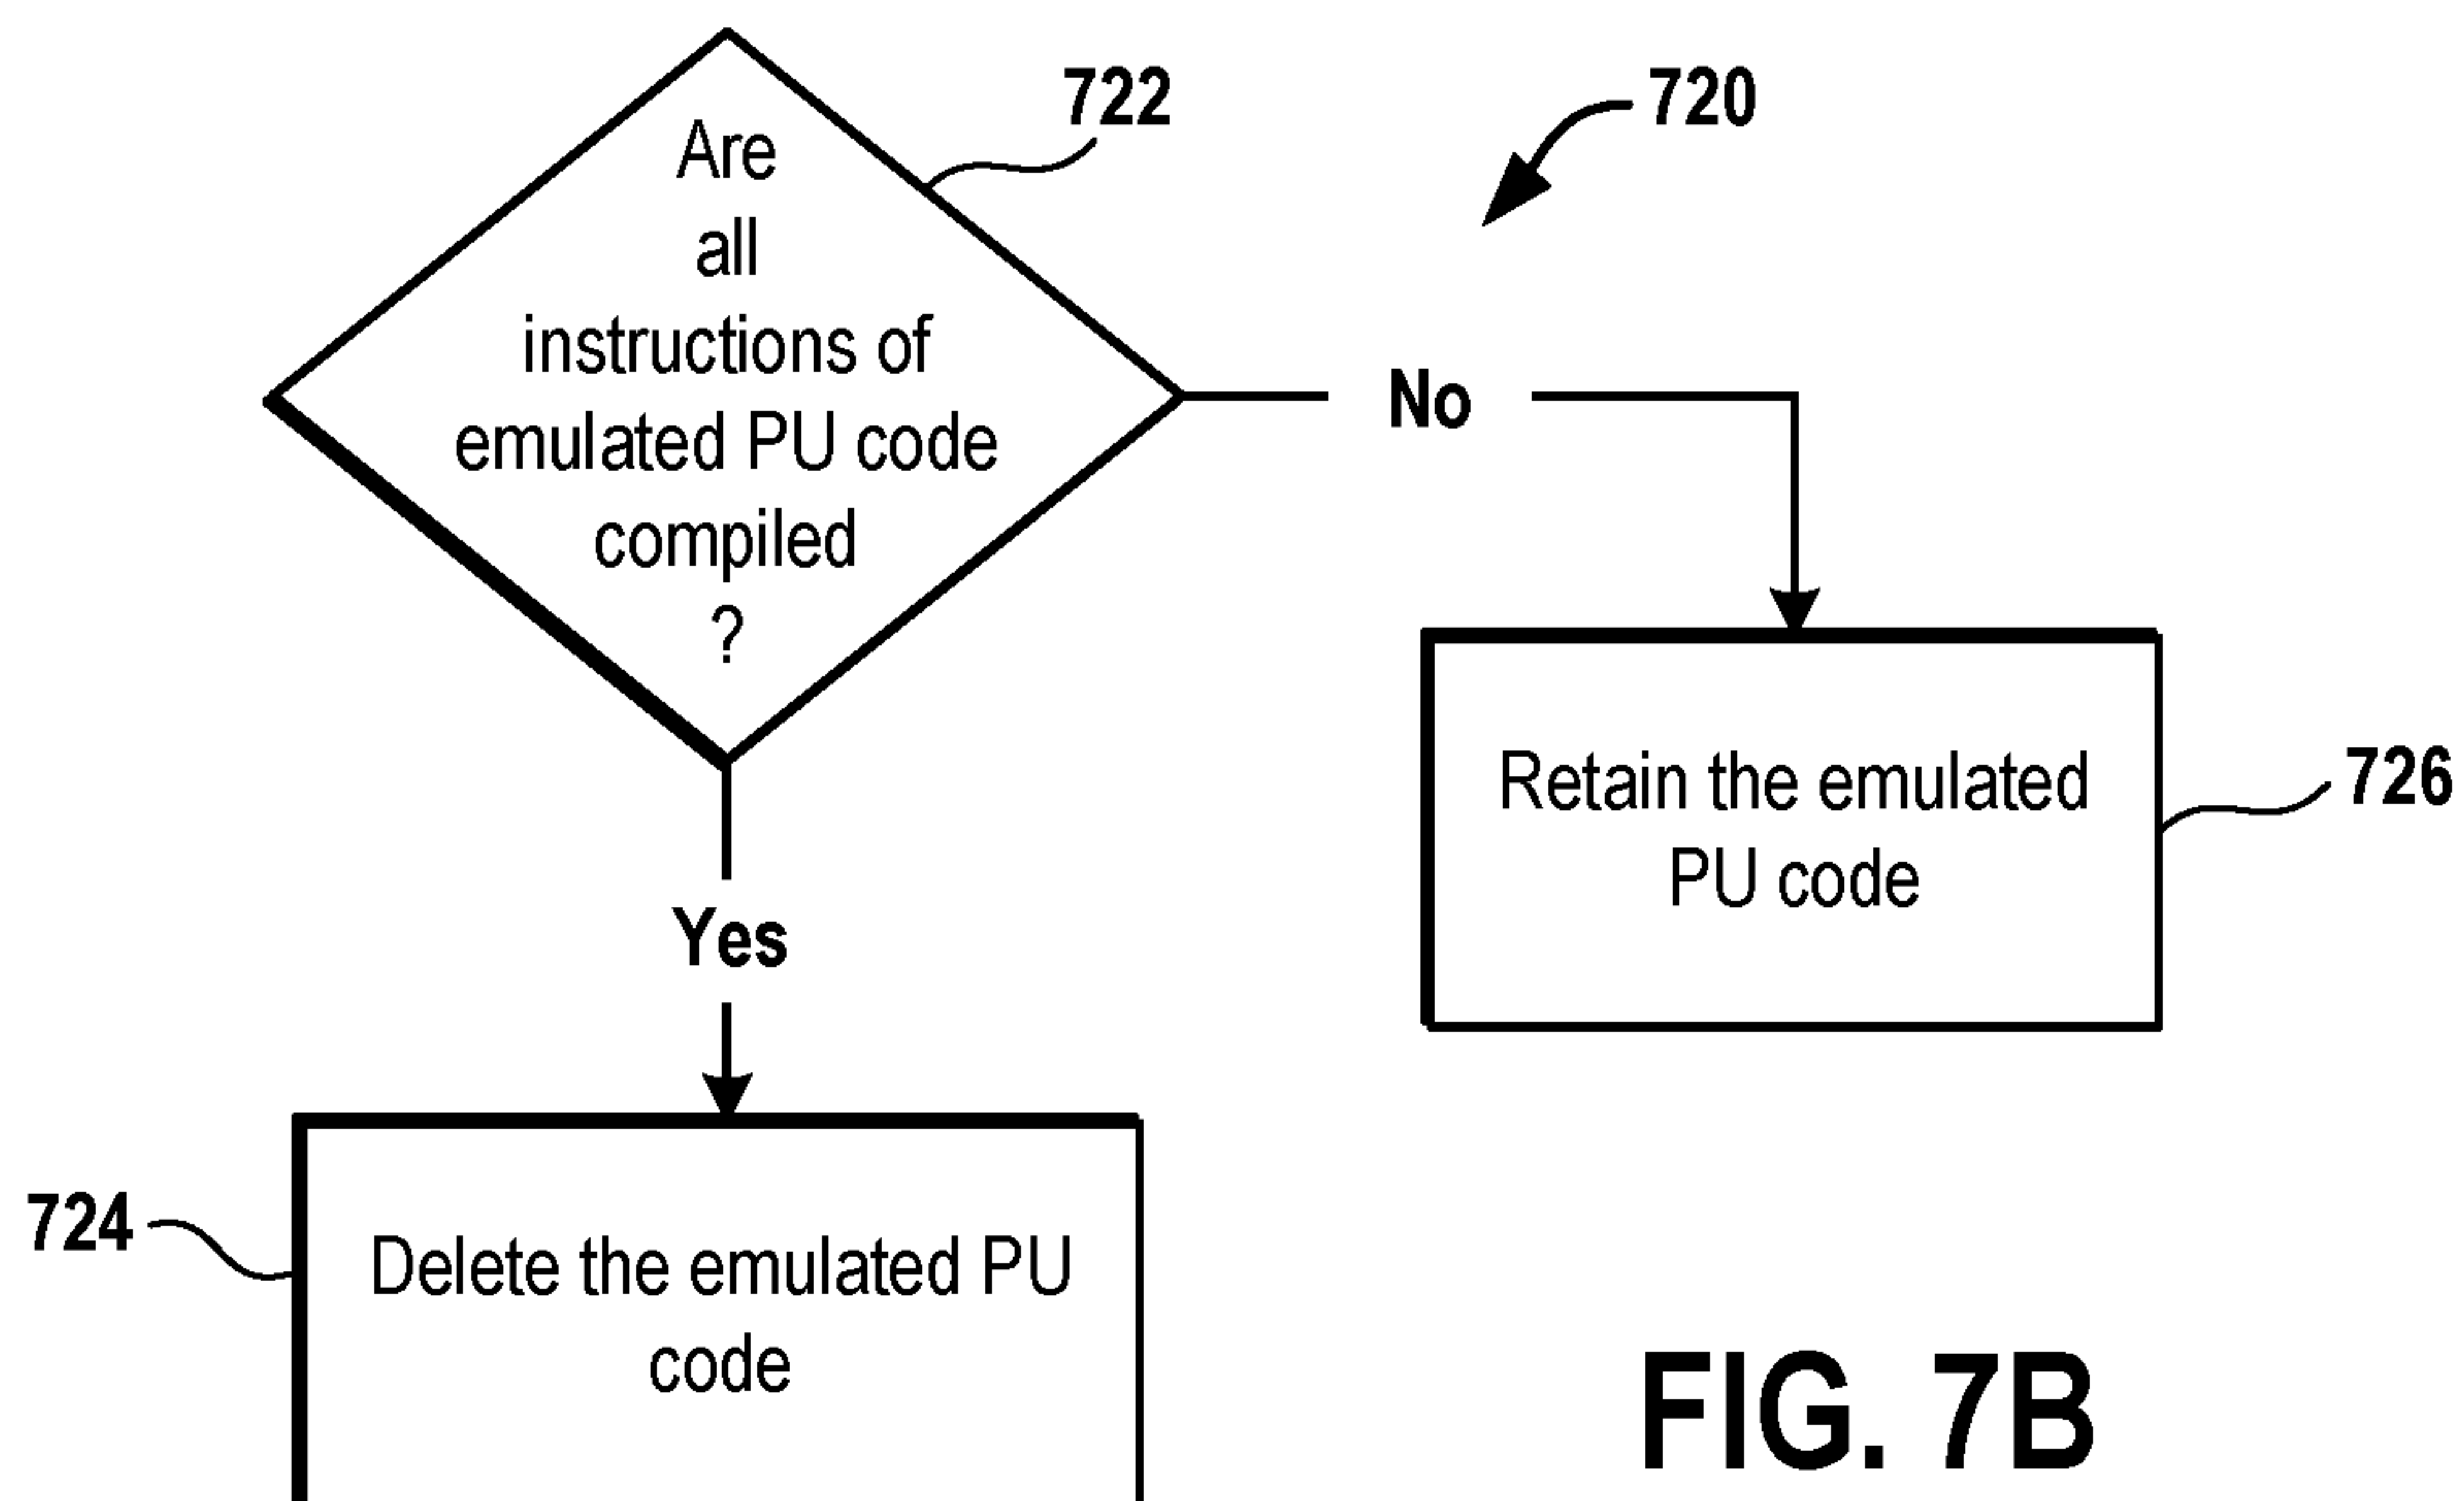 722
720
Are
all
instructions of
emulated PU code
compiled
?
No
Retain the emulated
PU code
726
Yes
724
Delete the emulated PU
code
FIG. 7B